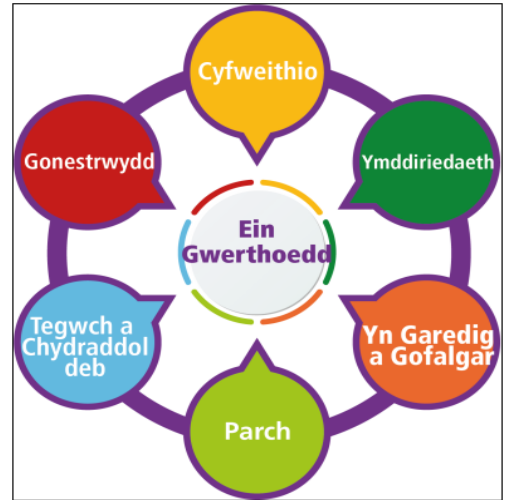 Cyfweithio
Ymddiriedaeth
Yn Garedig
a Gofalgar
Parch
Tegwch a
Chydraddol
deb
Gonestrwydd
Ein
Gwerthoedd